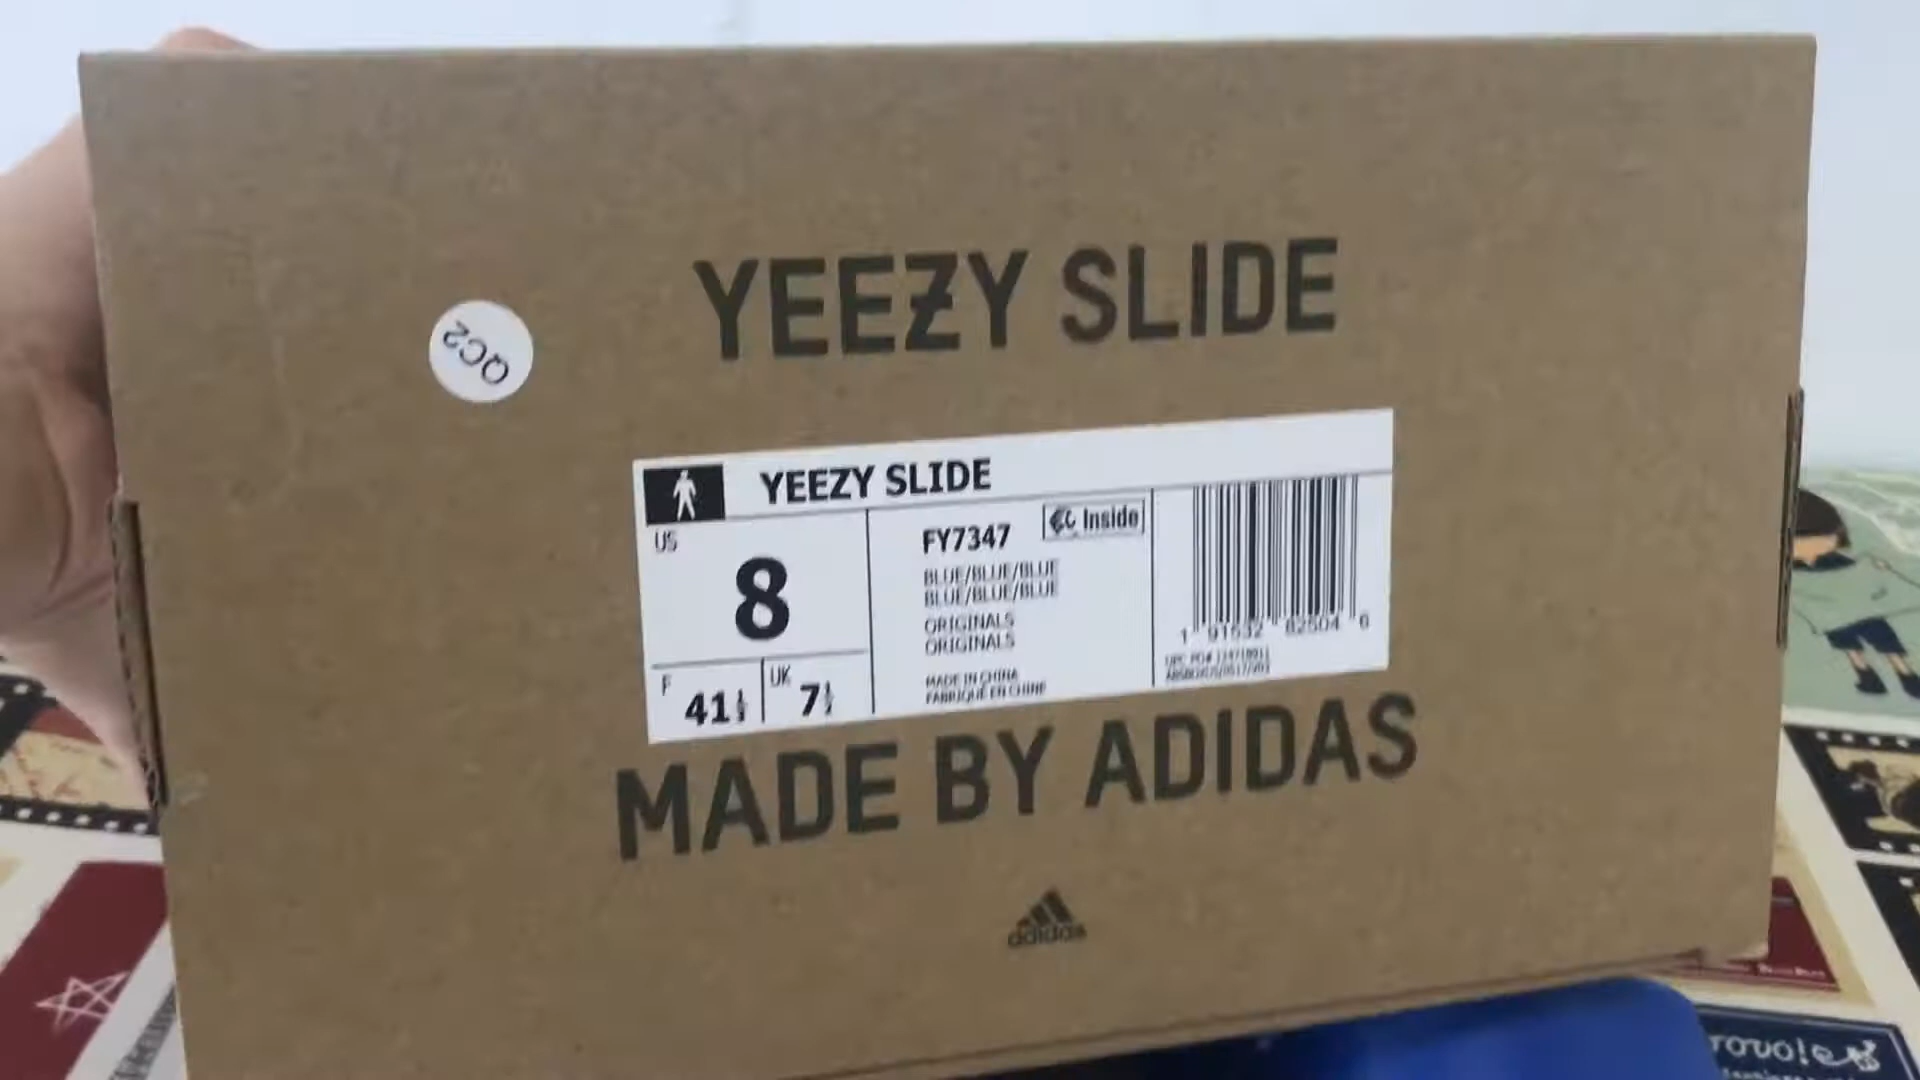 YEEZY SLIDE
QC2
YEEZY SLIDE
US
8
F 41½
UK 7½
FY7347
Inside
BLUE/BLUE/BLUE
BLUE/BLUE/BLUE
ORIGINALS
ORIGINALS
MADE IN CHINA
FABRIQUÉ EN CHINE
1 91532 82504 6
MADE BY ADIDAS
adidas